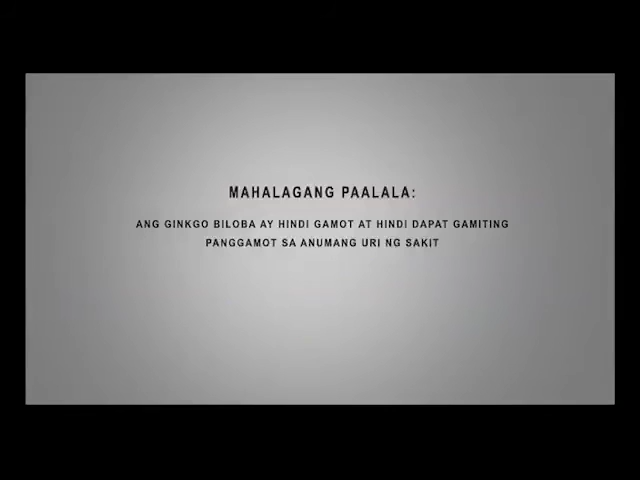 MAHALAGANG PAALALA:
ANG GINKGO BILOBA AY HINDI GAMOT AT HINDI DAPAT GAMITING
PANGGAMOT SA ANUMANG URI NG SAKIT